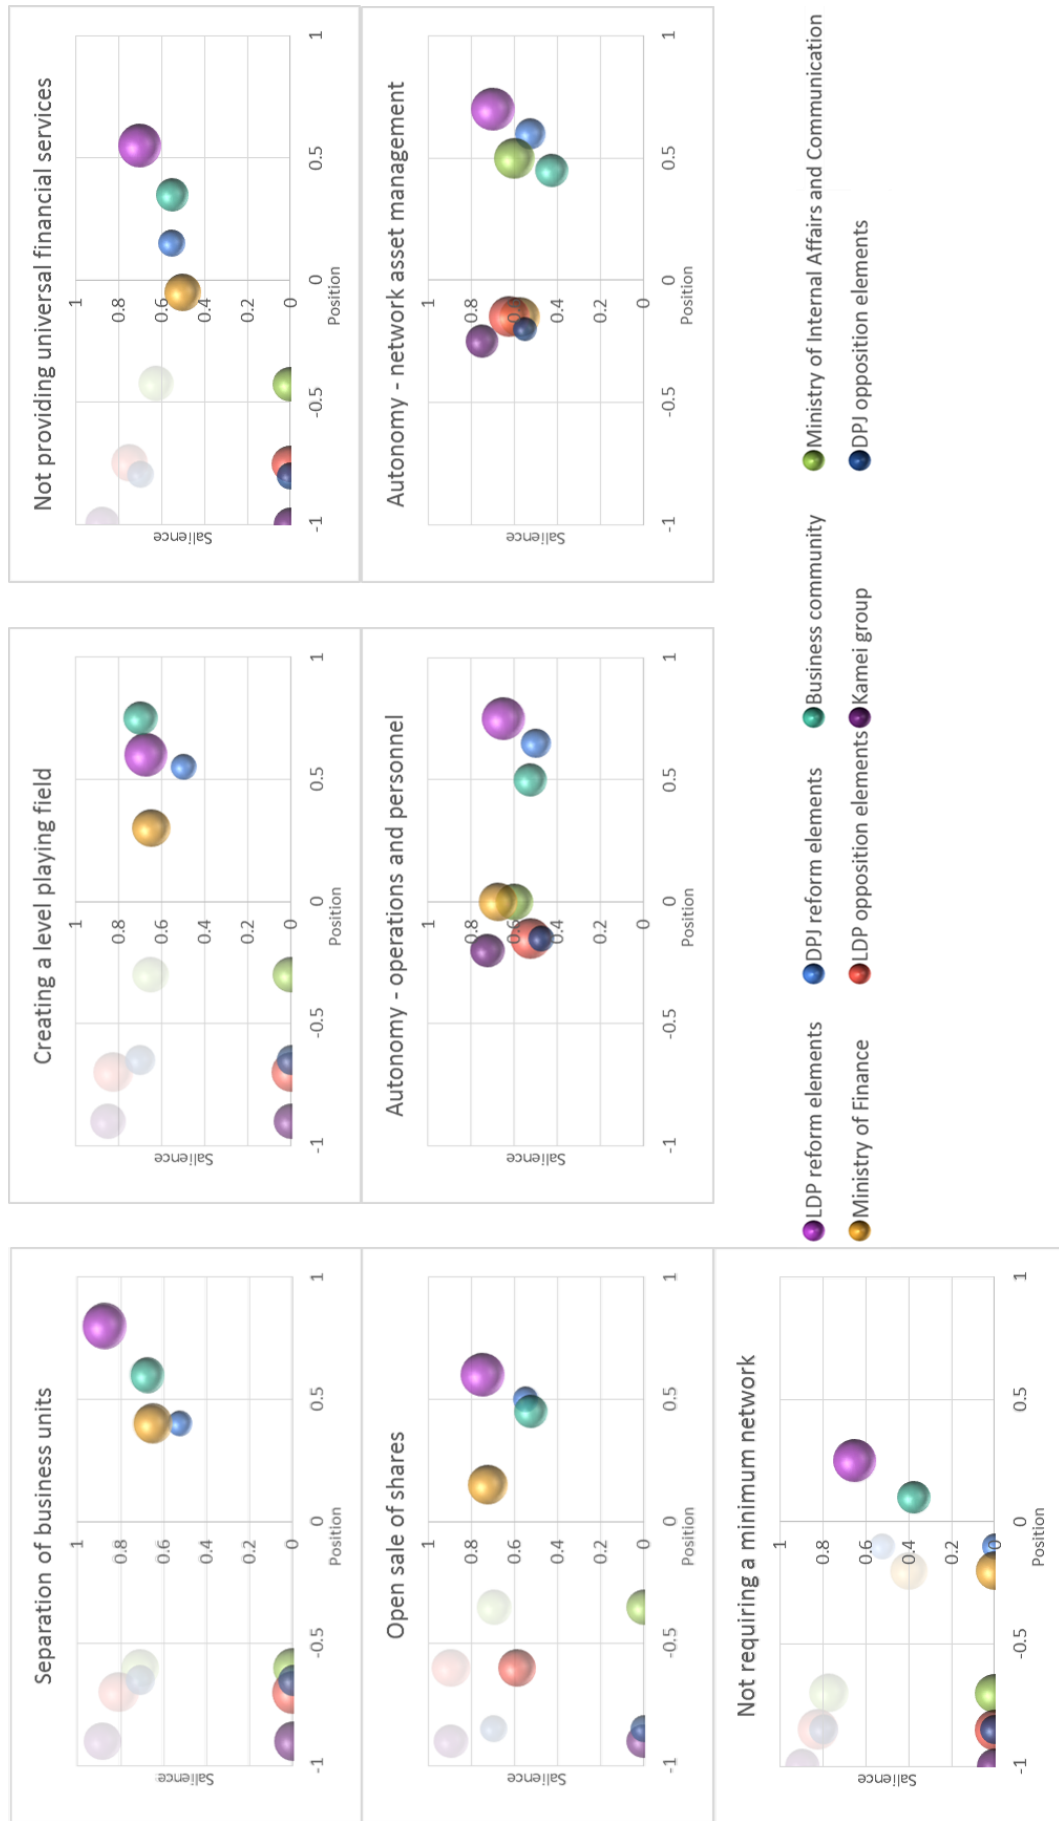 Separation of business units
Salience
1
0.8
0.6
0.4
0.2
0
-1
-0.5
0
0.5
1
Position
Creating a level playing field
Salience
1
0.8
0.6
0.4
0.2
0
-1
-0.5
0
0.5
1
Position
Not providing universal financial services
Salience
1
0.8
0.6
0.4
0.2
0
-1
-0.5
0
0.5
1
Position
Open sale of shares
Salience
1
0.8
0.6
0.4
0.2
0
-1
-0.5
0
0.5
1
Position
Autonomy - operations and personnel
Salience
1
0.8
0.6
0.4
0.2
0
-1
-0.5
0
0.5
1
Position
Autonomy - network asset management
Salience
1
0.8
0.6
0.4
0.2
0
-1
-0.5
0
0.5
1
Position
Not requiring a minimum network
Salience
1
0.8
0.6
0.4
0.2
0
-1
-0.5
0
0.5
1
Position
LDP reform elements
DPJ reform elements
Business community
Ministry of Internal Affairs and Communication
Ministry of Finance
LDP opposition elements
Kamei group
DPJ opposition elements